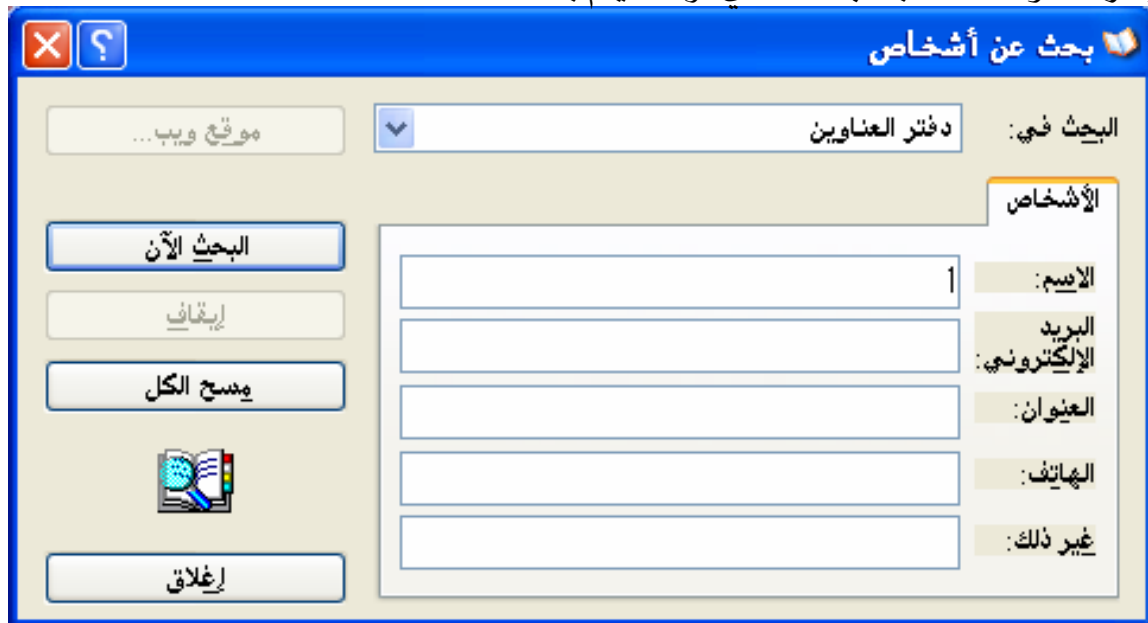 بحث عن أشخاص
البحث في: دفتر العناوين
موقع ويب...
الأشخاص
الاسم: 1
البريد الإلكتروني:
العنوان:
الهاتف:
غير ذلك:
البحث الآن
إيقاف
مسح الكل
إغلاق